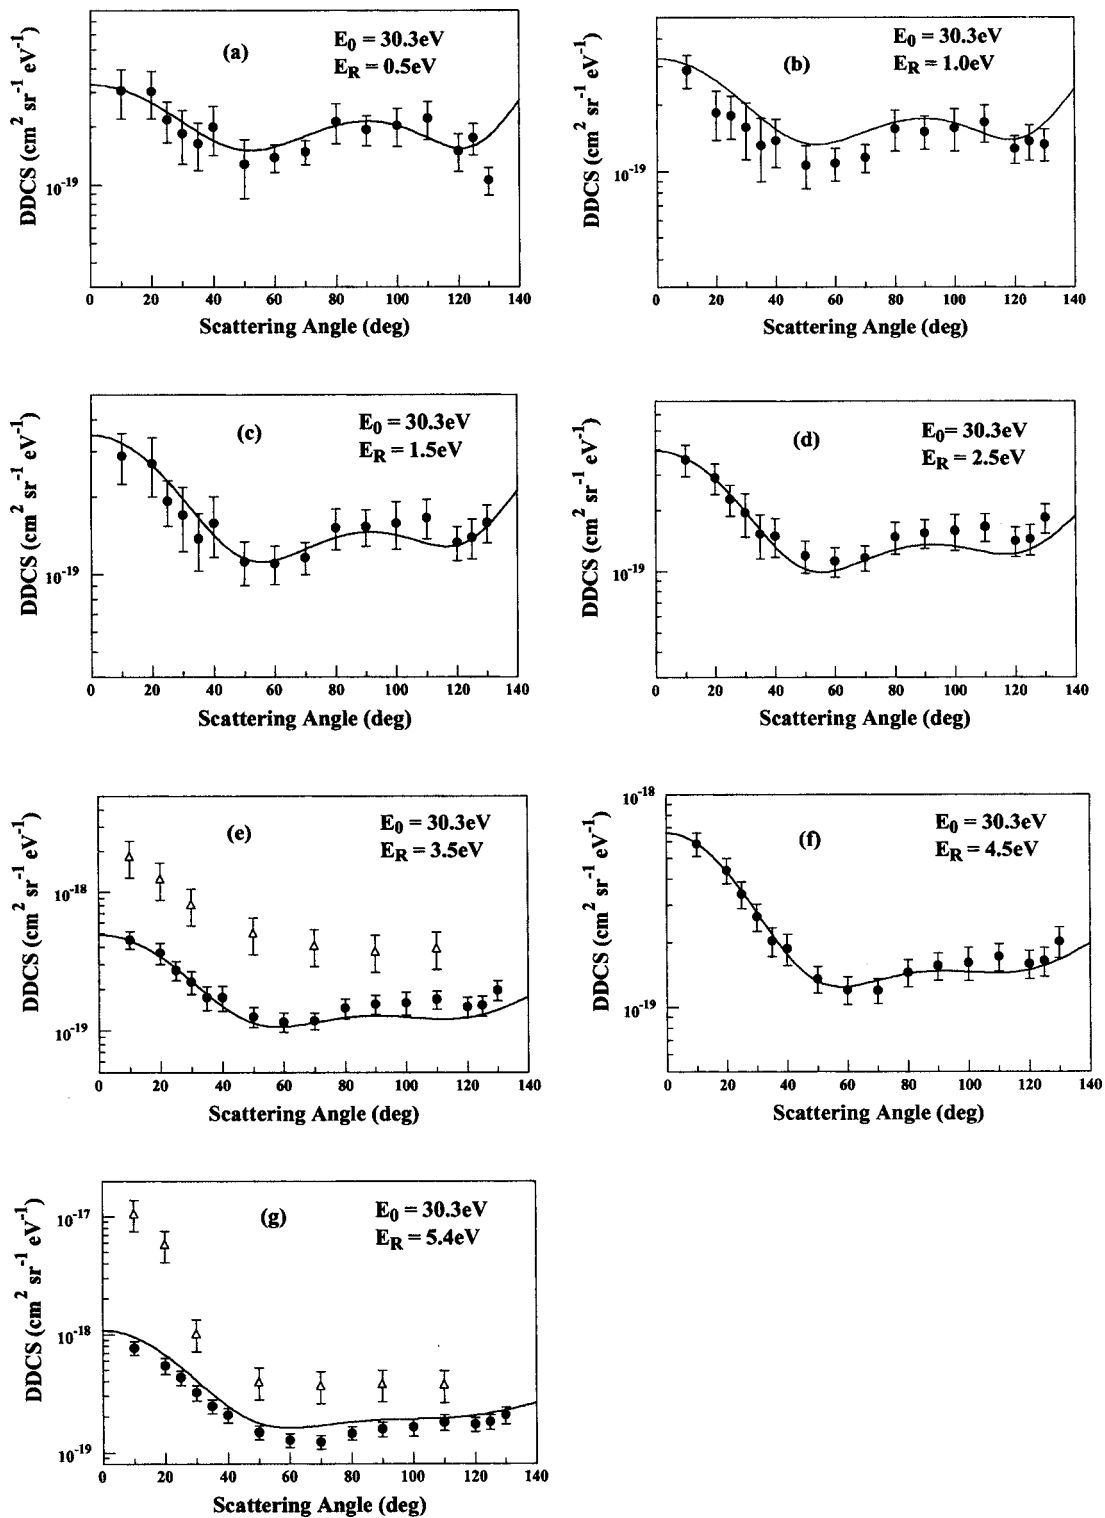 (a)
E0 = 30.3eV
ER = 0.5eV
DDCS (cm2 sr-1 eV-1)
10-19
0 20 40 60 80 100 120 140
Scattering Angle (deg)
(b)
E0 = 30.3eV
ER = 1.0eV
DDCS (cm2 sr-1 eV-1)
10-19
0 20 40 60 80 100 120 140
Scattering Angle (deg)
(c)
E0 = 30.3eV
ER = 1.5eV
DDCS (cm2 sr-1 eV-1)
10-19
0 20 40 60 80 100 120 140
Scattering Angle (deg)
(d)
E0= 30.3eV
ER = 2.5eV
DDCS (cm2 sr-1 eV-1)
10-19
0 20 40 60 80 100 120 140
Scattering Angle (deg)
(e)
E0 = 30.3eV
ER = 3.5eV
DDCS (cm2 sr-1 eV-1)
10-18
10-19
0 20 40 60 80 100 120 140
Scattering Angle (deg)
(f)
E0 = 30.3eV
ER = 4.5eV
DDCS (cm2 sr-1 eV-1)
10-18
10-19
0 20 40 60 80 100 120 140
Scattering Angle (deg)
(g)
E0 = 30.3eV
ER = 5.4eV
DDCS (cm2 sr-1 eV-1)
10-17
10-18
10-19
0 20 40 60 80 100 120 140
Scattering Angle (deg)